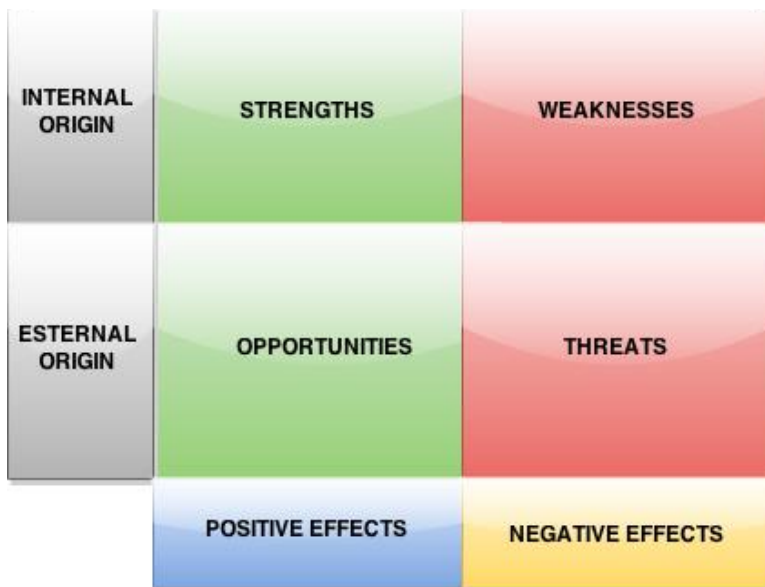 INTERNAL
ORIGIN
STRENGTHS
WEAKNESSES
ESTERNAL
ORIGIN
OPPORTUNITIES
THREATS
POSITIVE EFFECTS
NEGATIVE EFFECTS